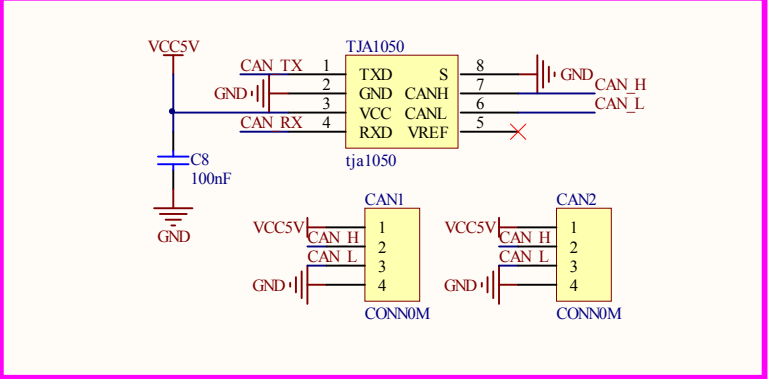 VCC5V
TJA1050
CAN_TX 1 TXD S 8 GND
GND 2 GND CANH 7 CAN_H
3 VCC CANL 6 CAN_L
CAN_RX 4 RXD VREF 5
tja1050
C8
100nF
GND
CAN1 CAN2
VCC5V 1 VCC5V 1
CAN_H 2 CAN_H 2
CAN_L 3 CAN_L 3
GND 4 GND 4
CONN0M CONN0M